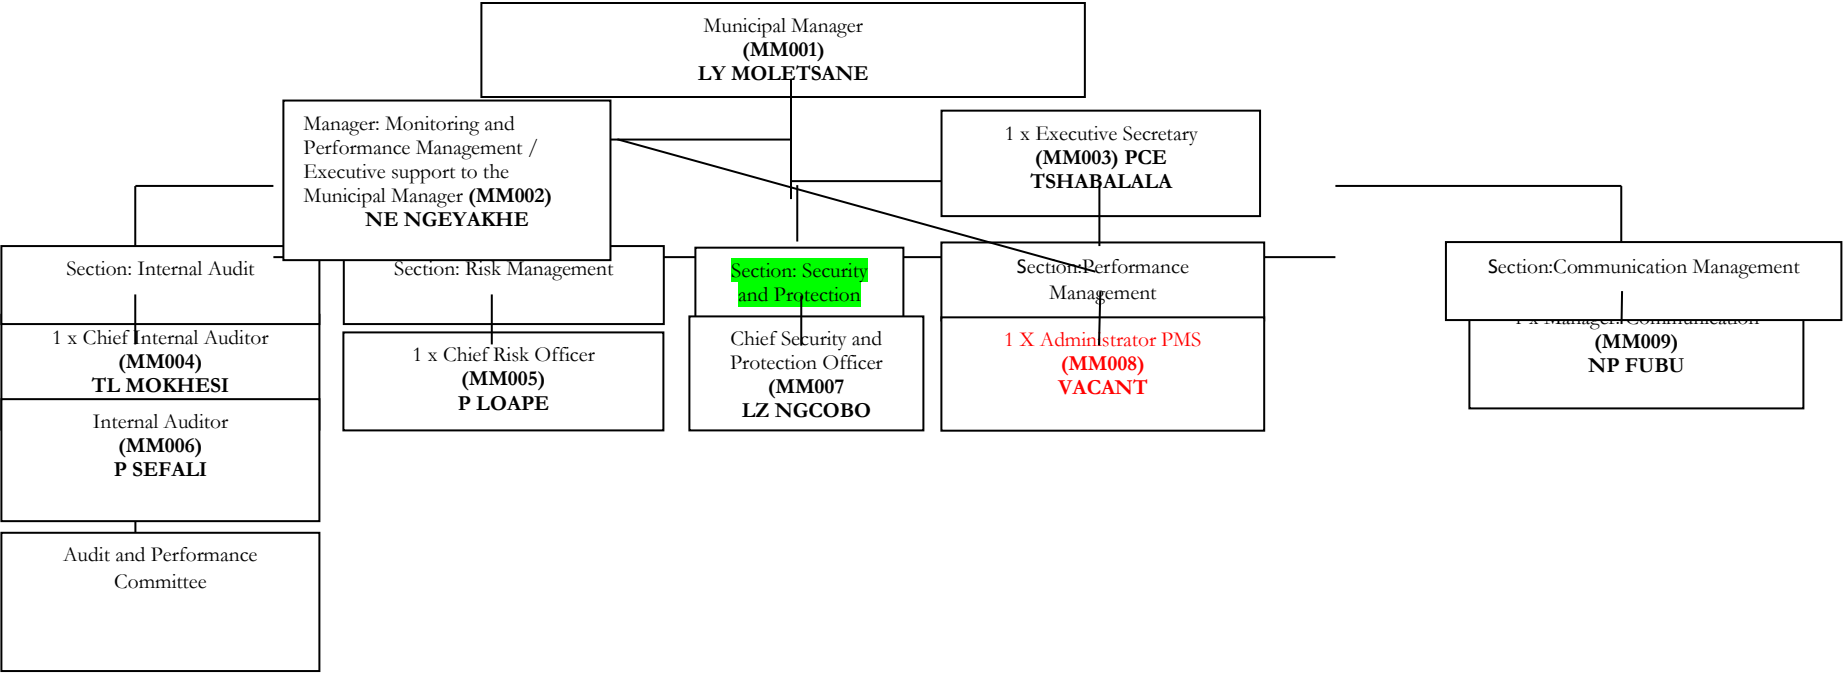 Municipal Manager
(MM001)
LY MOLETSANE
Manager: Monitoring and
Performance Management /
Executive support to the
Municipal Manager (MM002)
NE NGEYAKHE
1 x Executive Secretary
(MM003) PCE
TSHABALALA
Section: Internal Audit
1 x Chief Internal Auditor
(MM004)
TL MOKHESI
Internal Auditor
(MM006)
P SEFALI
Audit and Performance
Committee
Section: Risk Management
1 x Chief Risk Officer
(MM005)
P LOAPE
Section: Security
and Protection
Chief Security and
Protection Officer
(MM007
LZ NGCOBO
Section:Performance
Management
1 X Administrator PMS
(MM008)
VACANT
Section:Communication Management
x Manager: Communication
(MM009)
NP FUBU